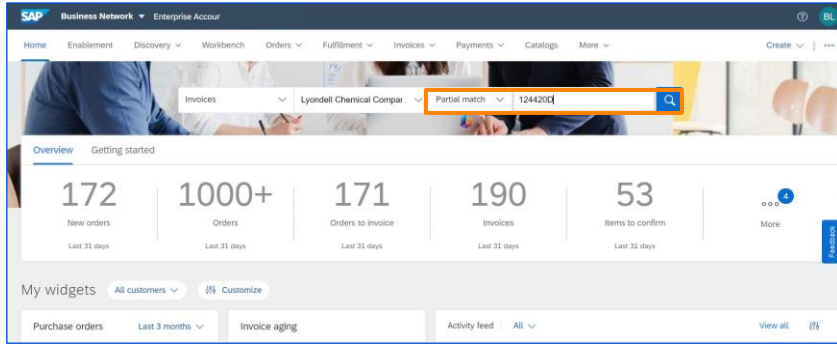 SAP Business Network Enterprise Accour
BL
Home Enablement Discovery Workbench Orders Fulfillment Invoices Payments Catalogs More Create
Invoices Lyondell Chemical Compar Partial match 124420D
Overview Getting started
172 1000+ 171 190 53 4
New orders Orders Orders to invoice Invoices Items to confirm More
Last 31 days Last 31 days Last 31 days Last 31 days Last 31 days
Feedback
My widgets All customers Customize
Purchase orders Last 3 months Invoice aging Activity feed All View all